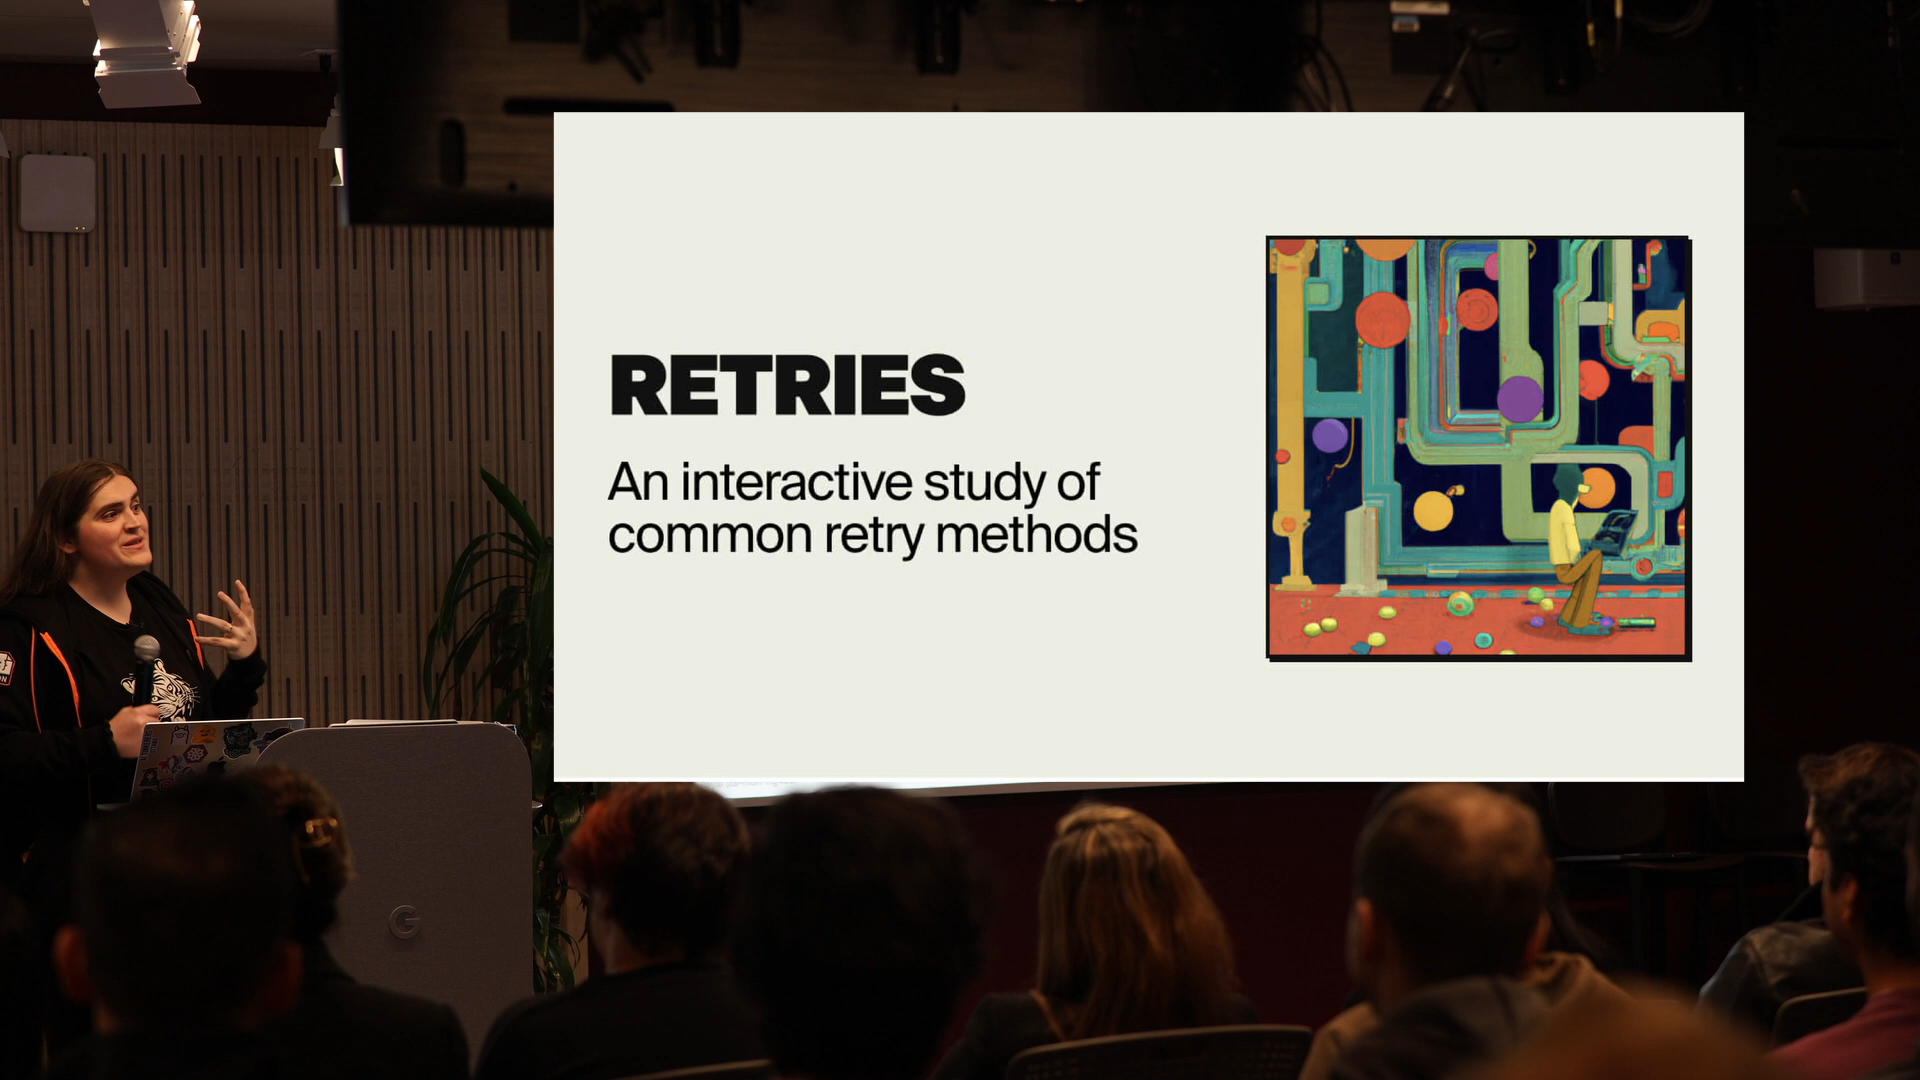 RETRIES
An interactive study of
common retry methods
G